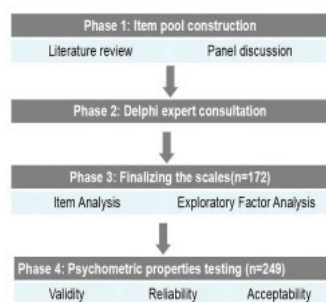 Phase 1: Item pool construction
Literature review Panel discussion
Phase 2: Delphi expert consultation
Phase 3: Finalizing the scales(n=172)
Item Analysis Exploratory Factor Analysis
Phase 4: Psychometric properties testing (n=249)
Validity Reliability Acceptability